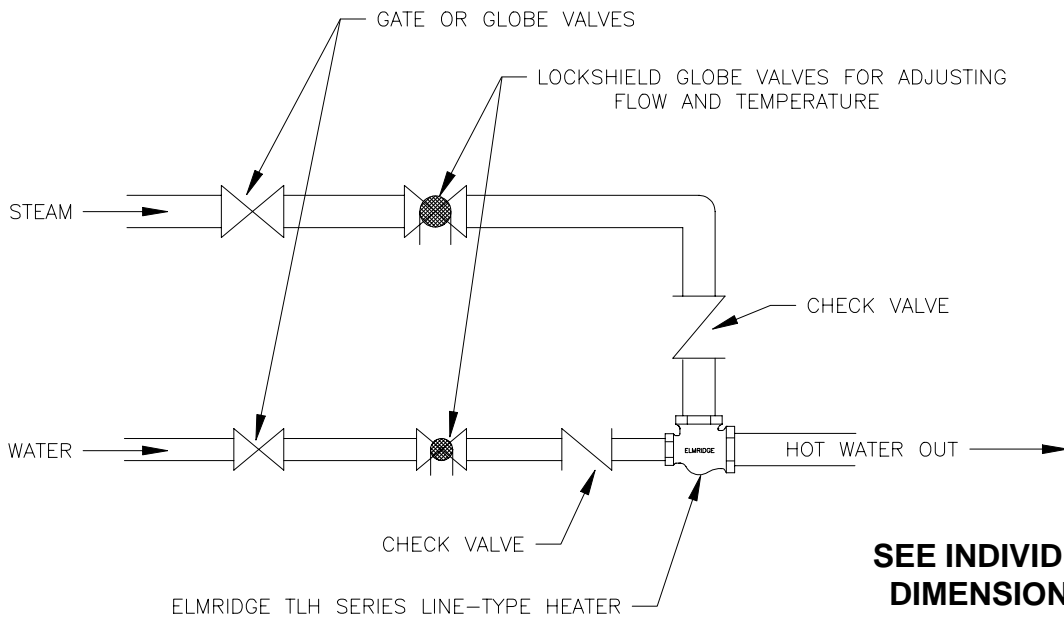 GATE OR GLOBE VALVES
LOCKSHIELD GLOBE VALVES FOR ADJUSTING
FLOW AND TEMPERATURE
STEAM
CHECK VALVE
WATER
ELMRIDGE
HOT WATER OUT
CHECK VALVE
SEE INDIVID
DIMENSION
ELMRIDGE TLH SERIES LINE-TYPE HEATER